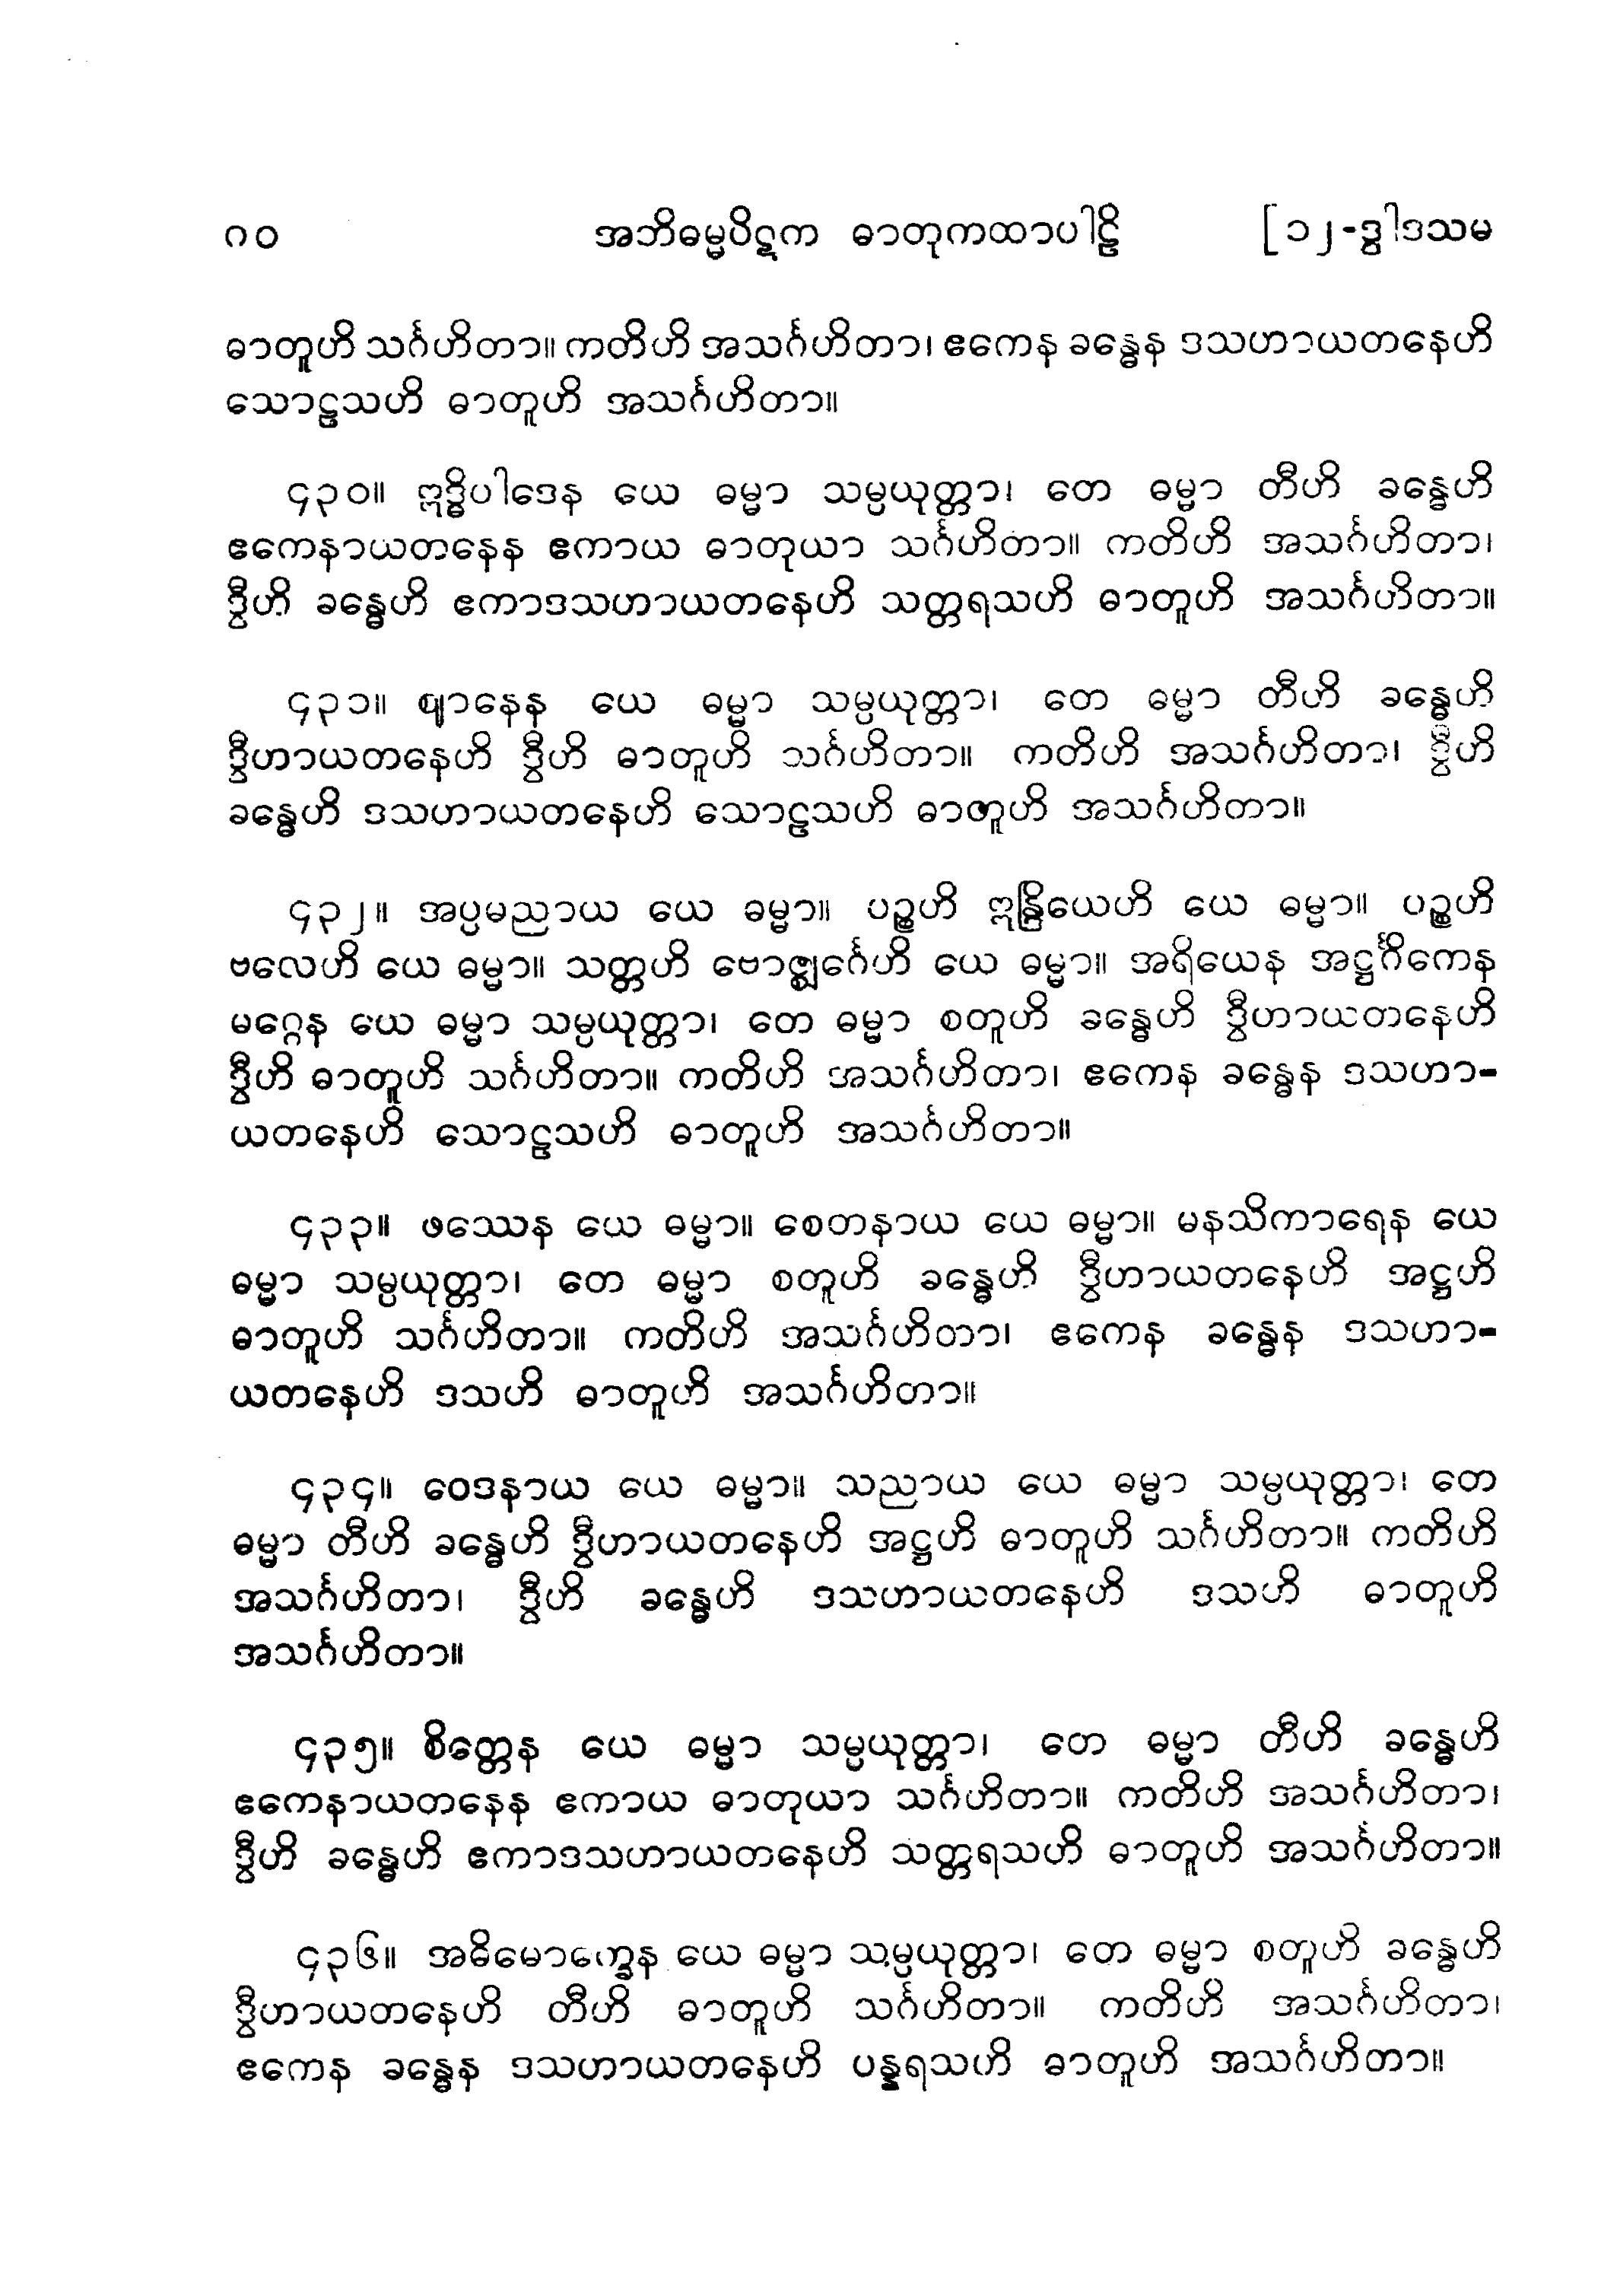 ဂ၀ အဘိဓမ္မပိဋက ဓာတုကထာပါဠိ [ ၁၂-ဒွါဒသမ
ဓာတူဟိ သင်္ဂဟိတာ။ ကတိဟိ အသင်္ဂဟိတာ၊ ဧကေန ခန္ဓေန ဒသဟာယတနေဟိ
သောဠသဟိ ဓာတူဟိ အသင်္ဂဟိတာ။
၄၃၀။ ဣဒ္ဓိပါဒေန ယေ ဓမ္မာ သမ္ပယုတ္တာ၊ တေ ဓမ္မာ တီဟိ ခန္ဓေဟိ
ဧကေနာယတနေန ဧကာယ ဓာတုယာ သင်္ဂဟိတာ။ ကတိဟိ အသင်္ဂဟိတာ၊
ဒွီဟိ ခန္ဓေဟိ ဧကာဒသဟာယတနေဟိ သတ္တရသဟိ ဓာတူဟိ အသင်္ဂဟိတာ။
၄၃၁။ ဈာနေန ယေ ဓမ္မာ သမ္ပယုတ္တာ၊ တေ ဓမ္မာ တီဟိ ခန္ဓေဟိ
ဒွီဟာယတနေဟိ ဒွီဟိ ဓာတူဟိ သင်္ဂဟိတာ။ ကတိဟိ အသင်္ဂဟိတာ၊ ဒွီဟိ
ခန္ဓေဟိ ဒသဟာယတနေဟိ သောဠသဟိ ဓာတူဟိ အသင်္ဂဟိတာ။
၄၃၂။ အပ္ပမညာယ ယေ ဓမ္မာ။ ပဉ္စဟိ ဣန္ဒြိယေဟိ ယေ ဓမ္မာ။ ပဉ္စဟိ
ဗလေဟိ ယေ ဓမ္မာ။ သတ္တဟိ ဗောဇ္ဈင်္ဂေဟိ ယေ ဓမ္မာ။ အရိယေန အဋ္ဌင်္ဂိကေန
မဂ္ဂေန ယေ ဓမ္မာ သမ္ပယုတ္တာ၊ တေ ဓမ္မာ စတူဟိ ခန္ဓေဟိ ဒွီဟာယတနေဟိ
ဒွီဟိ ဓာတူဟိ သင်္ဂဟိတာ။ ကတိဟိ အသင်္ဂဟိတာ၊ ဧကေန ခန္ဓေန ဒသဟာ-
ယတနေဟိ သောဠသဟိ ဓာတူဟိ အသင်္ဂဟိတာ။
၄၃၃။ ဖဿေန ယေ ဓမ္မာ။ စေတနာယ ယေ ဓမ္မာ။ မနသိကာရေန ယေ
ဓမ္မာ သမ္ပယုတ္တာ၊ တေ ဓမ္မာ စတူဟိ ခန္ဓေဟိ ဒွီဟာယတနေဟိ အဋ္ဌဟိ
ဓာတူဟိ သင်္ဂဟိတာ။ ကတိဟိ အသင်္ဂဟိတာ၊ ဧကေန ခန္ဓေန ဒသဟာ-
ယတနေဟိ ဒသဟိ ဓာတူဟိ အသင်္ဂဟိတာ။
၄၃၄။ ဝေဒနာယ ယေ ဓမ္မာ။ သညာယ ယေ ဓမ္မာ သမ္ပယုတ္တာ၊ တေ
ဓမ္မာ တီဟိ ခန္ဓေဟိ ဒွီဟာယတနေဟိ အဋ္ဌဟိ ဓာတူဟိ သင်္ဂဟိတာ။ ကတိဟိ
အသင်္ဂဟိတာ၊ ဒွီဟိ ခန္ဓေဟိ ဒသဟာယတနေဟိ ဒသဟိ ဓာတူဟိ
အသင်္ဂဟိတာ။
၄၃၅။ စိတ္တေန ယေ ဓမ္မာ သမ္ပယုတ္တာ၊ တေ ဓမ္မာ တီဟိ ခန္ဓေဟိ
ဧကေနာယတနေန ဧကာယ ဓာတုယာ သင်္ဂဟိတာ။ ကတိဟိ အသင်္ဂဟိတာ၊
ဒွီဟိ ခန္ဓေဟိ ဧကာဒသဟာယတနေဟိ သတ္တရသဟိ ဓာတူဟိ အသင်္ဂဟိတာ။
၄၃၆။ အဓိမောက္ခေန ယေ ဓမ္မာ သမ္ပယုတ္တာ၊ တေ ဓမ္မာ စတူဟိ ခန္ဓေဟိ
ဒွီဟာယတနေဟိ တီဟိ ဓာတူဟိ သင်္ဂဟိတာ။ ကတိဟိ အသင်္ဂဟိတာ၊
ဧကေန ခန္ဓေန ဒသဟာယတနေဟိ ပန္နရသဟိ ဓာတူဟိ အသင်္ဂဟိတာ။